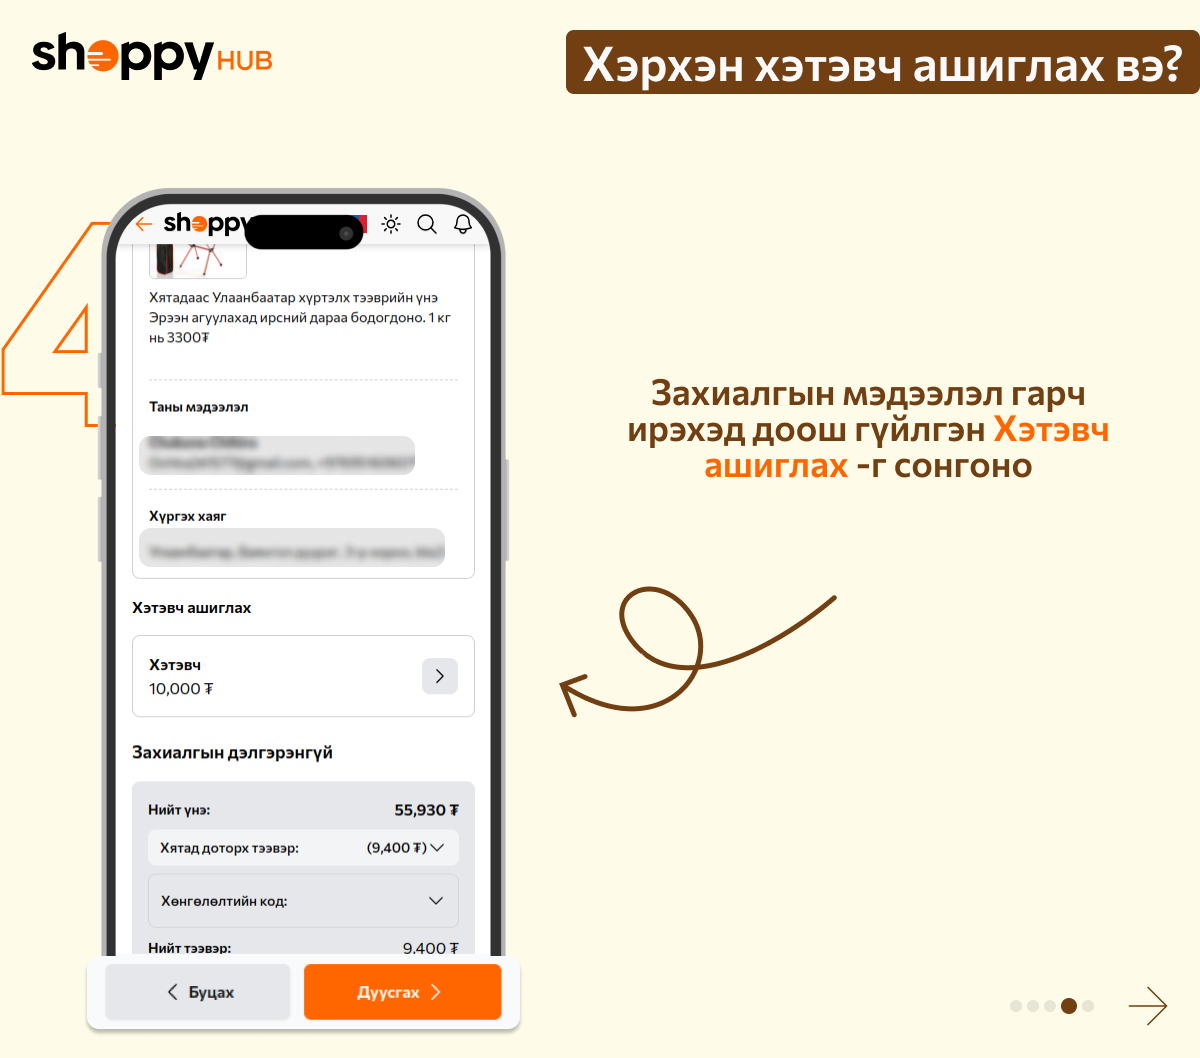 shoppy HUB
Хэрхэн хэтэвч ашиглах вэ?
4
shoppy
Хятадаас Улаанбаатар хүртэлх тээврийн үнэ
Эрээн агуулахад ирсний дараа бодогдоно. 1 кг
нь 3300₮
Таны мэдээлэл
Хүргэх хаяг
Хэтэвч ашиглах
Хэтэвч
10,000 ₮
Захиалгын дэлгэрэнгүй
Нийт үнэ: 55,930 ₮
Хятад доторх тээвэр: (9,400 ₮)
Хөнгөлөлтийн код:
Нийт тээвэр: 9,400 ₮
Буцах
Дуусгах
Захиалгын мэдээлэл гарч
ирэхэд доош гүйлгэн Хэтэвч
ашиглах -г сонгоно